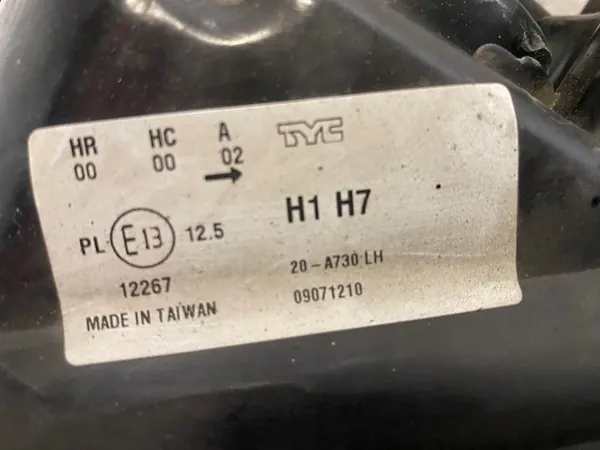 HR HC A TYC
00 00 02
→
PL E13 12.5 H1 H7
12267 20-A730 LH
MADE IN TAIWAN 09071210